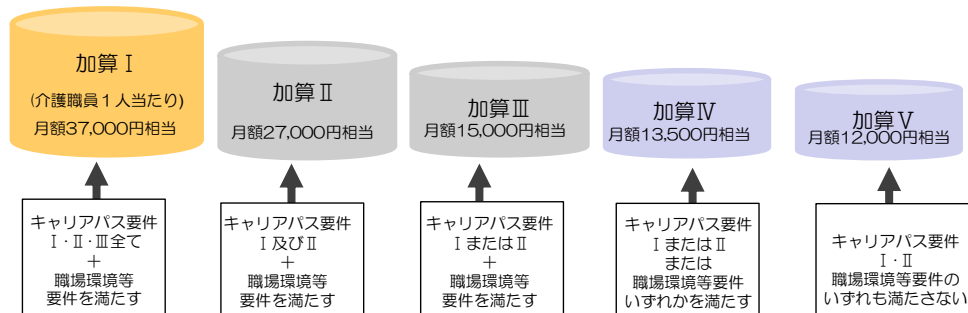 加算Ⅰ
(介護職員１人当たり)
月額37,000円相当
加算Ⅱ
月額27,000円相当
加算Ⅲ
月額15,000円相当
加算Ⅳ
月額13,500円相当
加算Ⅴ
月額12,000円相当
キャリアパス要件
Ⅰ・Ⅱ・Ⅲ全て
＋
職場環境等
要件を満たす
キャリアパス要件
Ⅰ 及びⅡ
＋
職場環境等
要件を満たす
キャリアパス要件
Ⅰ またはⅡ
＋
職場環境等
要件を満たす
キャリアパス要件
Ⅰ またはⅡ
または
職場環境等要件
いずれかを満たす
キャリアパス要件
Ⅰ・Ⅱ
職場環境等要件の
いずれも満たさない